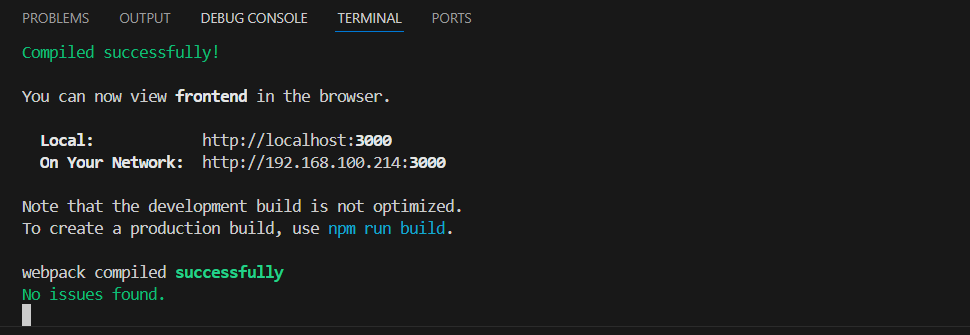 PROBLEMS OUTPUT DEBUG CONSOLE TERMINAL PORTS
Compiled successfully!
You can now view frontend in the browser.
Local: http://localhost:3000
On Your Network: http://192.168.100.214:3000
Note that the development build is not optimized.
To create a production build, use npm run build.
webpack compiled successfully
No issues found.